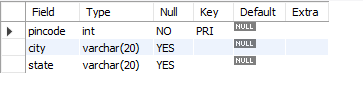 Field Type Null Key Default Extra
pincode int NO PRI NULL
city varchar(20) YES NULL
state varchar(20) YES NULL